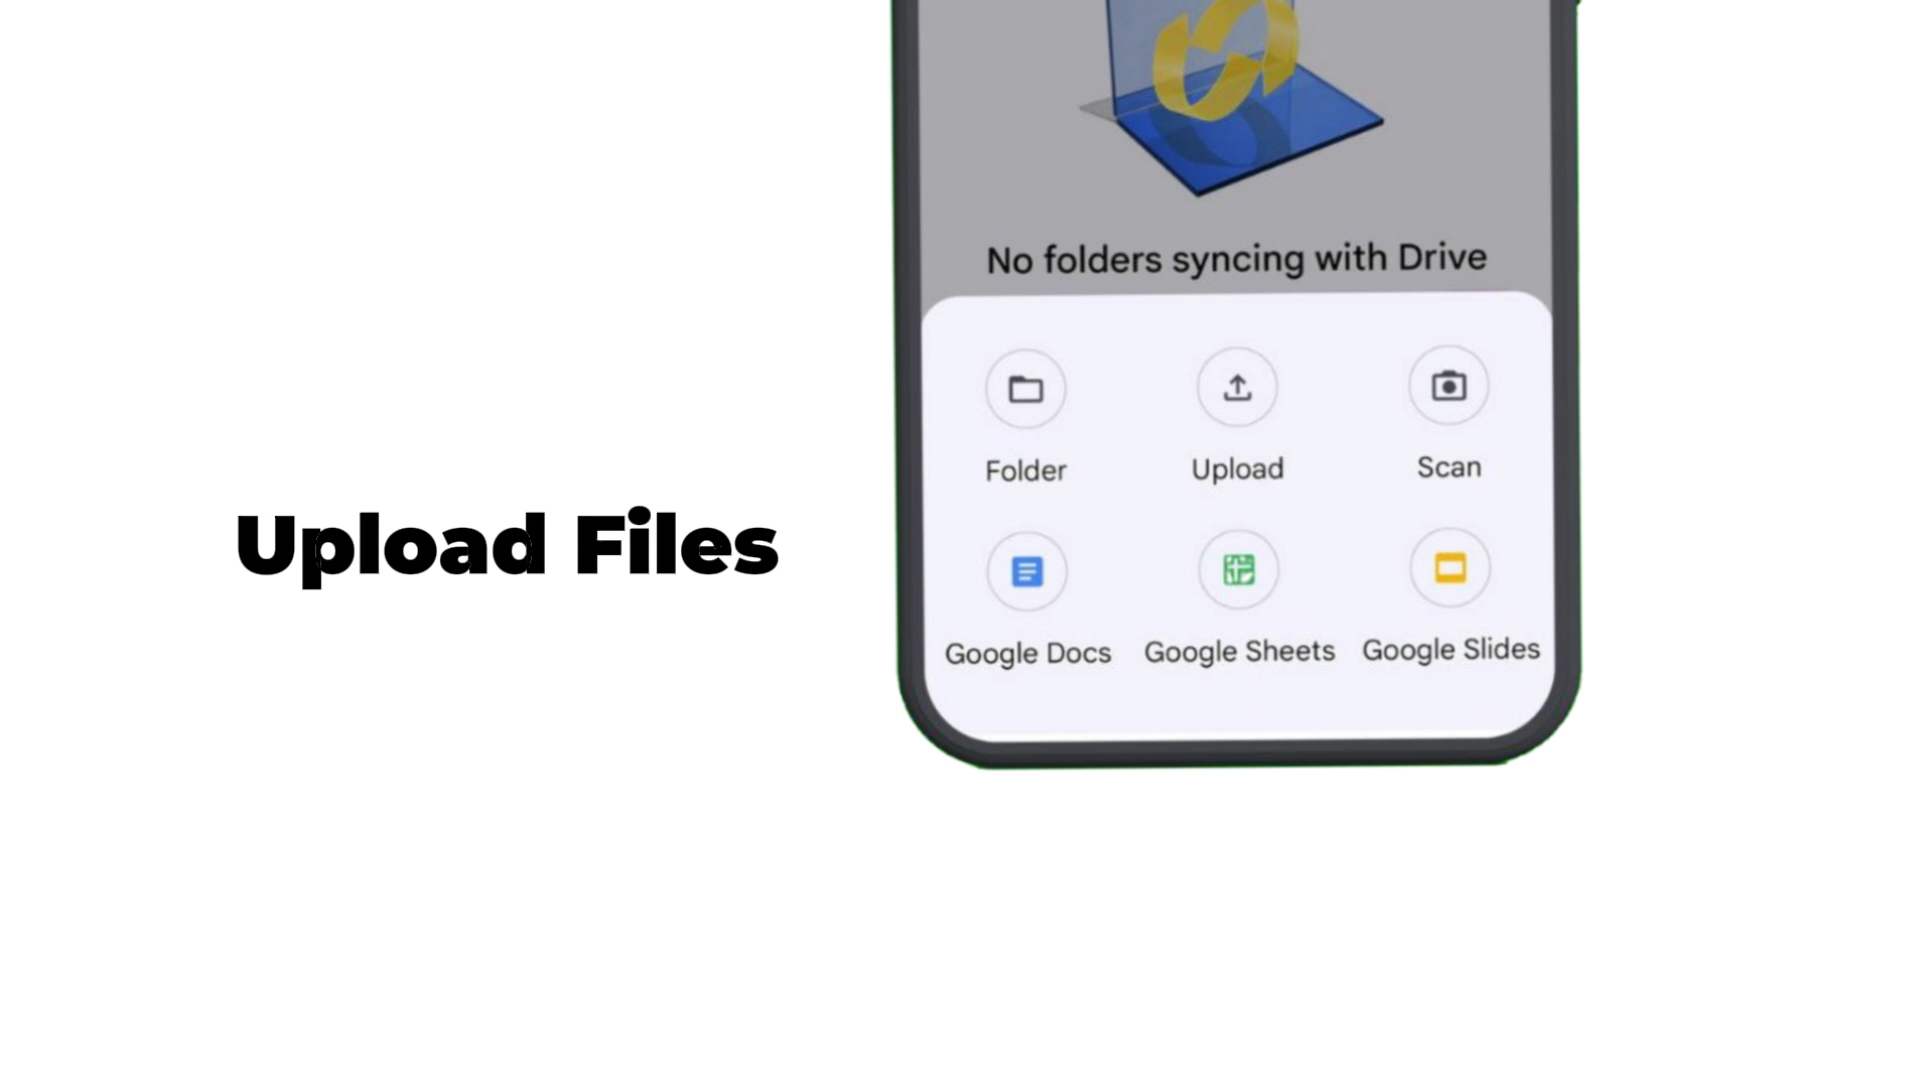 Upload Files
No folders syncing with Drive
Folder Upload Scan
Google Docs Google Sheets Google Slides